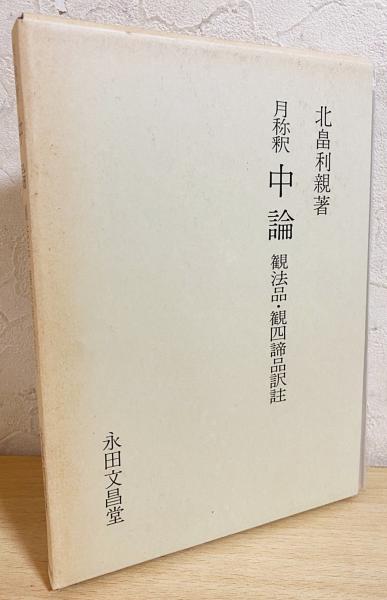 北畠利親著
月称釈 中論 観法品・観四諦品訳註
永田文昌堂